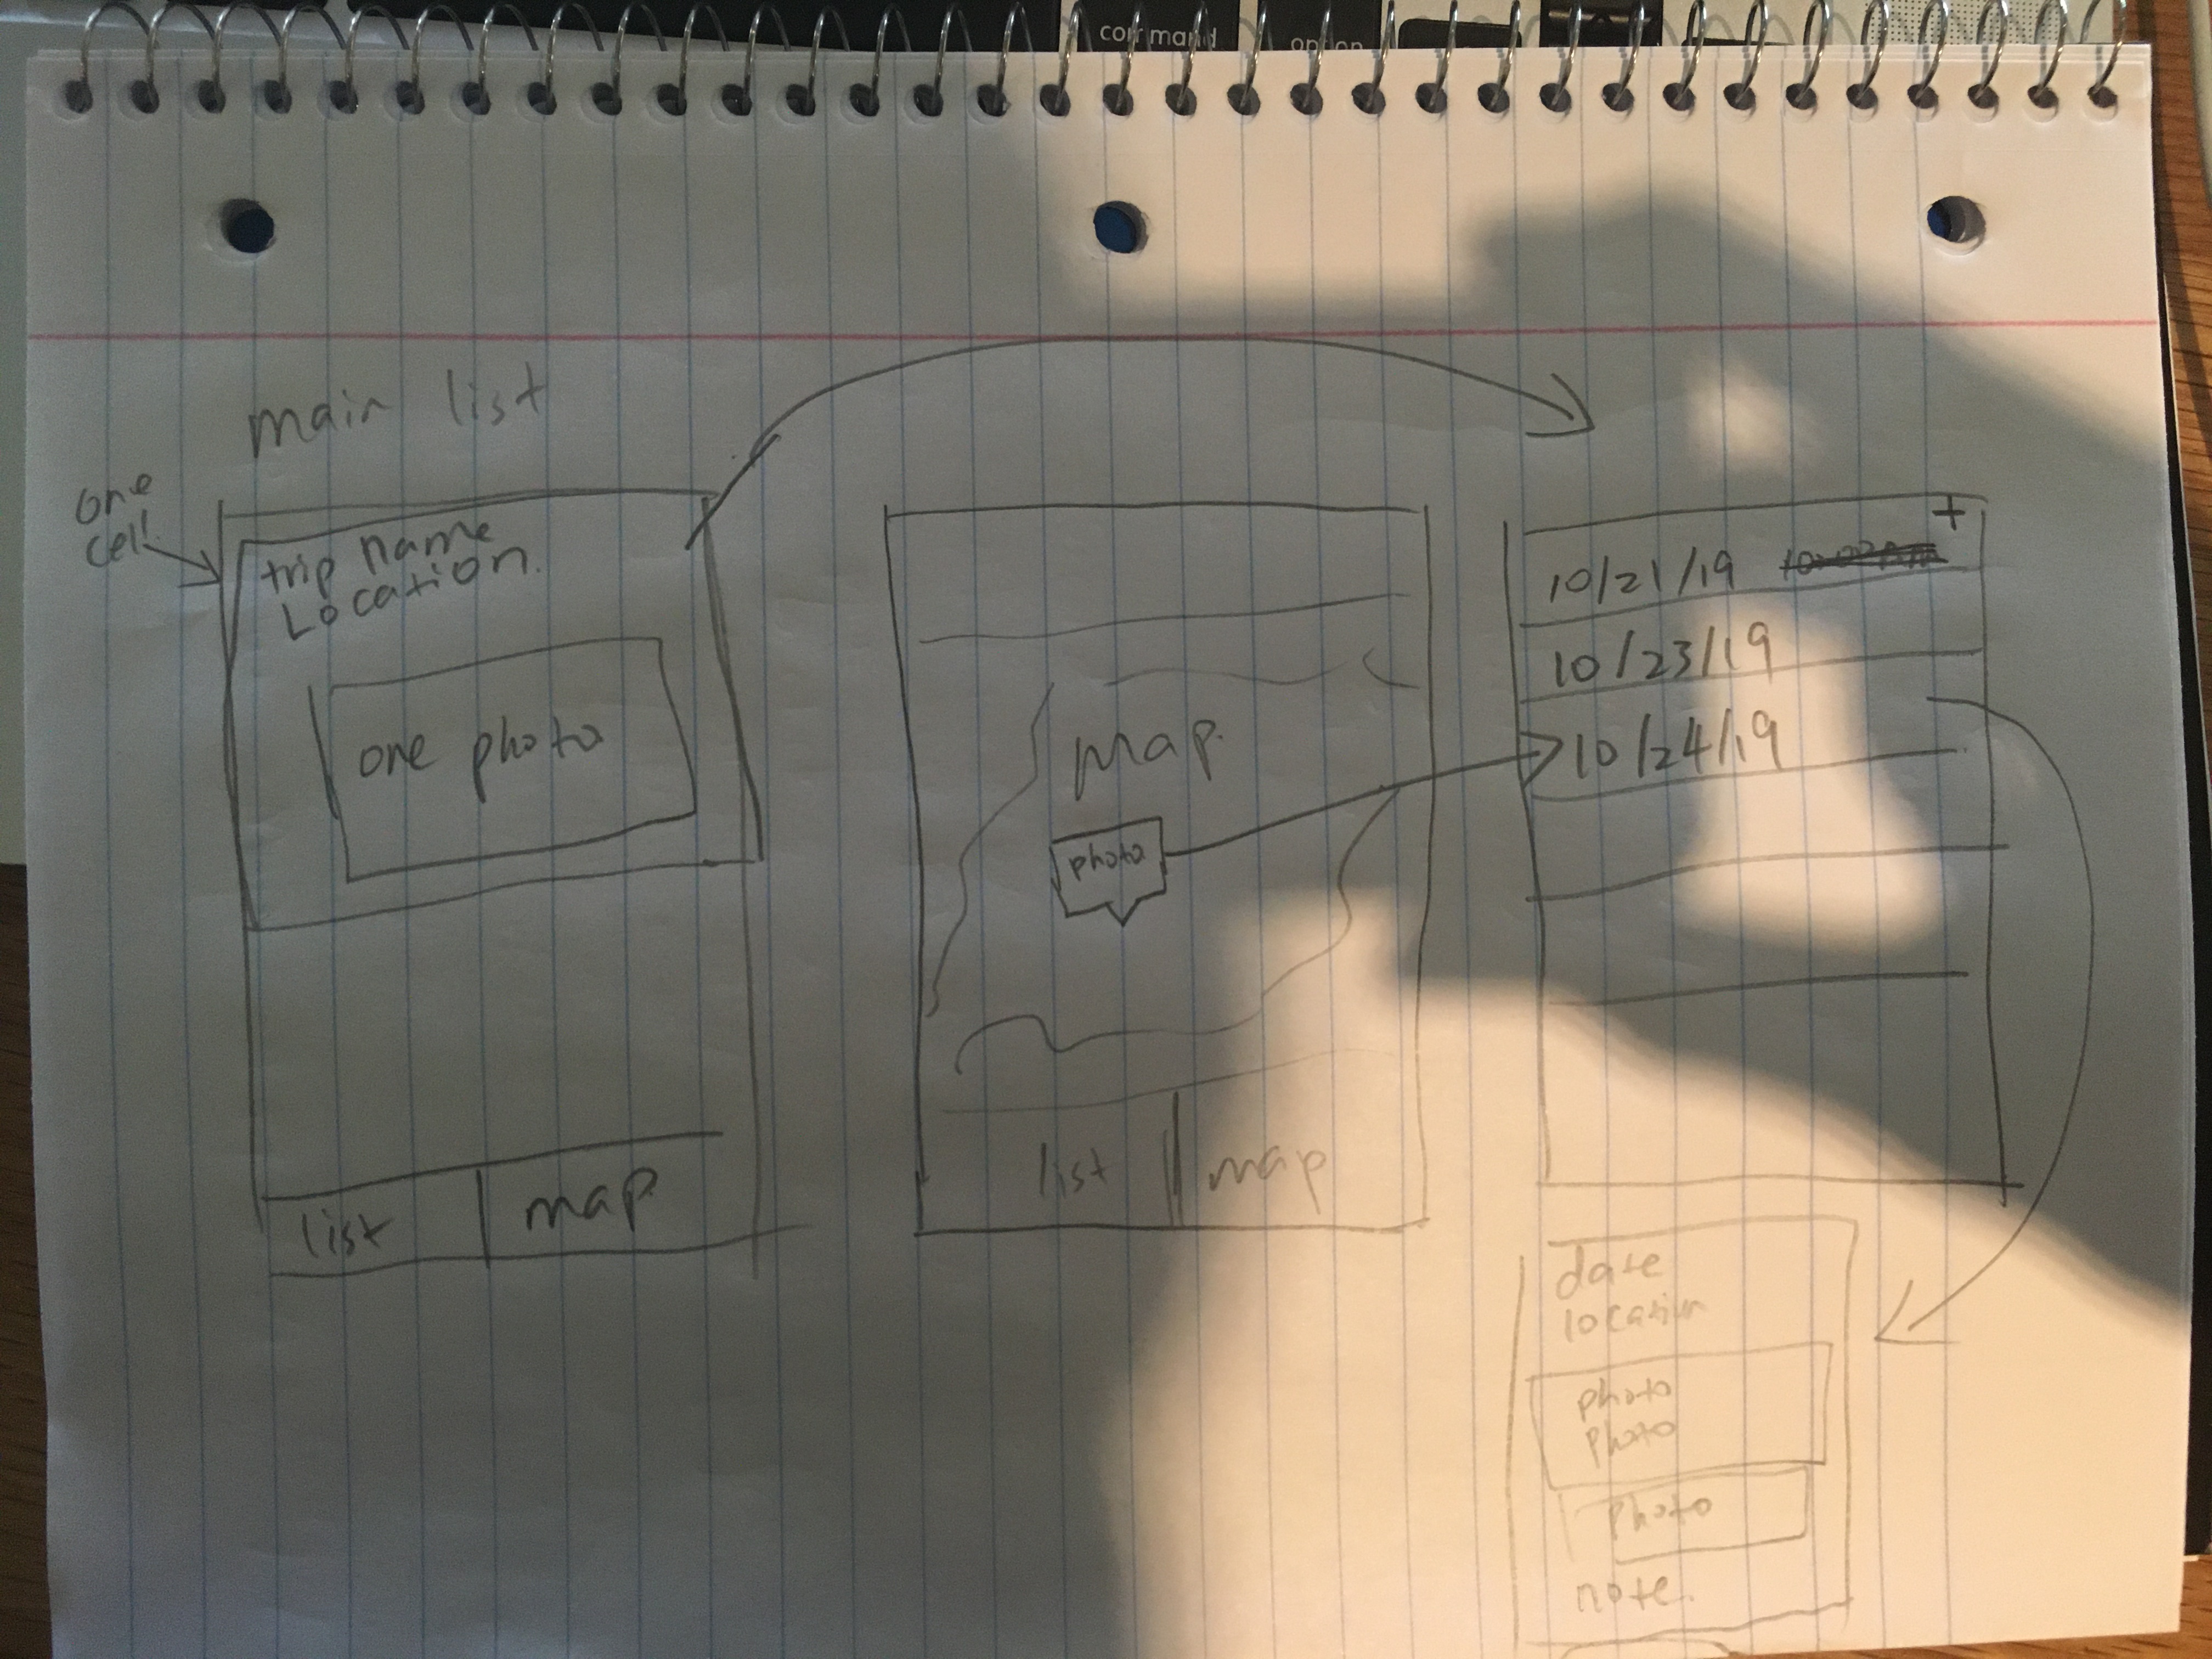 main list
one
cell
trip name
Location.
one photo
list map
map.
photo
list map
+
10/21/19
10/23/19
10/24/19
date
location
photo
photo
photo
note.
command
option